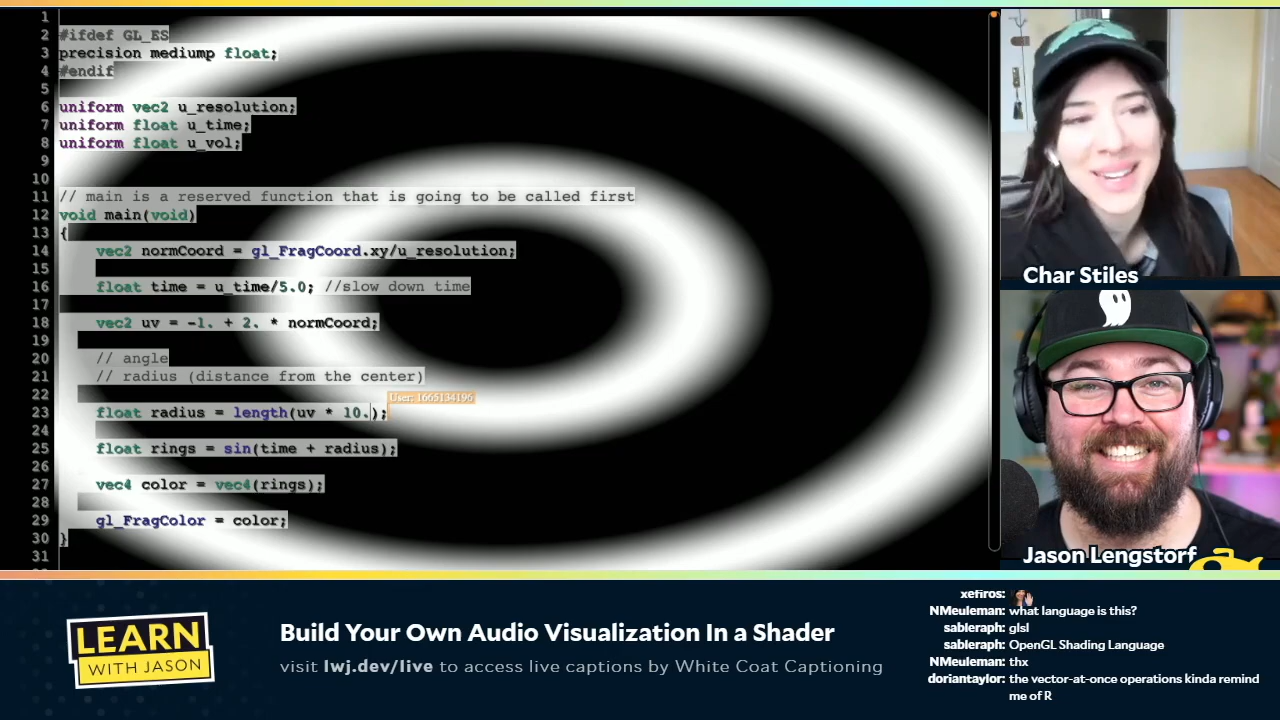 1
2 #ifdef GL_ES
3 precision mediump float;
4 #endif
5
6 uniform vec2 u_resolution;
7 uniform float u_time;
8 uniform float u_vol;
9
10
11 // main is a reserved function that is going to be called first
12 void main(void)
13 {
14 vec2 normCoord = gl_FragCoord.xy/u_resolution;
15
16 float time = u_time/5.0; //slow down time
17
18 vec2 uv = -1. + 2. * normCoord;
19
20 // angle
21 // radius (distance from the center)
22
User: 1665134196
23 float radius = length(uv * 10.);
24
25 float rings = sin(time + radius);
26
27 vec4 color = vec4(rings);
28
29 gl_FragColor = color;
30 }
31
Char Stiles
Jason Lengstorf
LEARN
WITH JASON
Build Your Own Audio Visualization In a Shader
visit lwj.dev/live to access live captions by White Coat Captioning
xefiros:
NMeuleman: what language is this?
sableraph: glsl
sableraph: OpenGL Shading Language
NMeuleman: thx
doriantaylor: the vector-at-once operations kinda remind
me of R